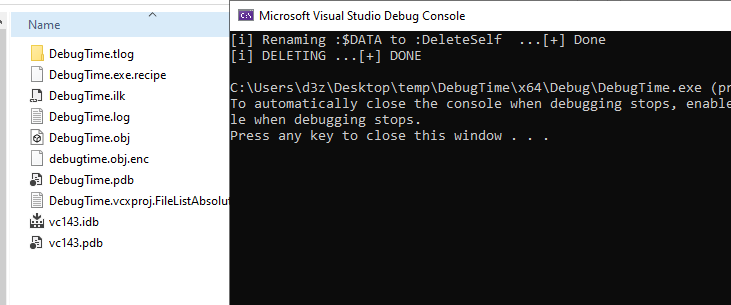 Name
DebugTime.tlog
DebugTime.exe.recipe
DebugTime.ilk
DebugTime.log
DebugTime.obj
debugtime.obj.enc
DebugTime.pdb
DebugTime.vcxproj.FileListAbsolut
vc143.idb
vc143.pdb
Microsoft Visual Studio Debug Console
[i] Renaming :$DATA to :DeleteSelf  ...[+] Done
[i] DELETING ...[+] DONE
C:\Users\d3z\Desktop\temp\DebugTime\x64\Debug\DebugTime.exe (pr
To automatically close the console when debugging stops, enable
le when debugging stops.
Press any key to close this window . . .